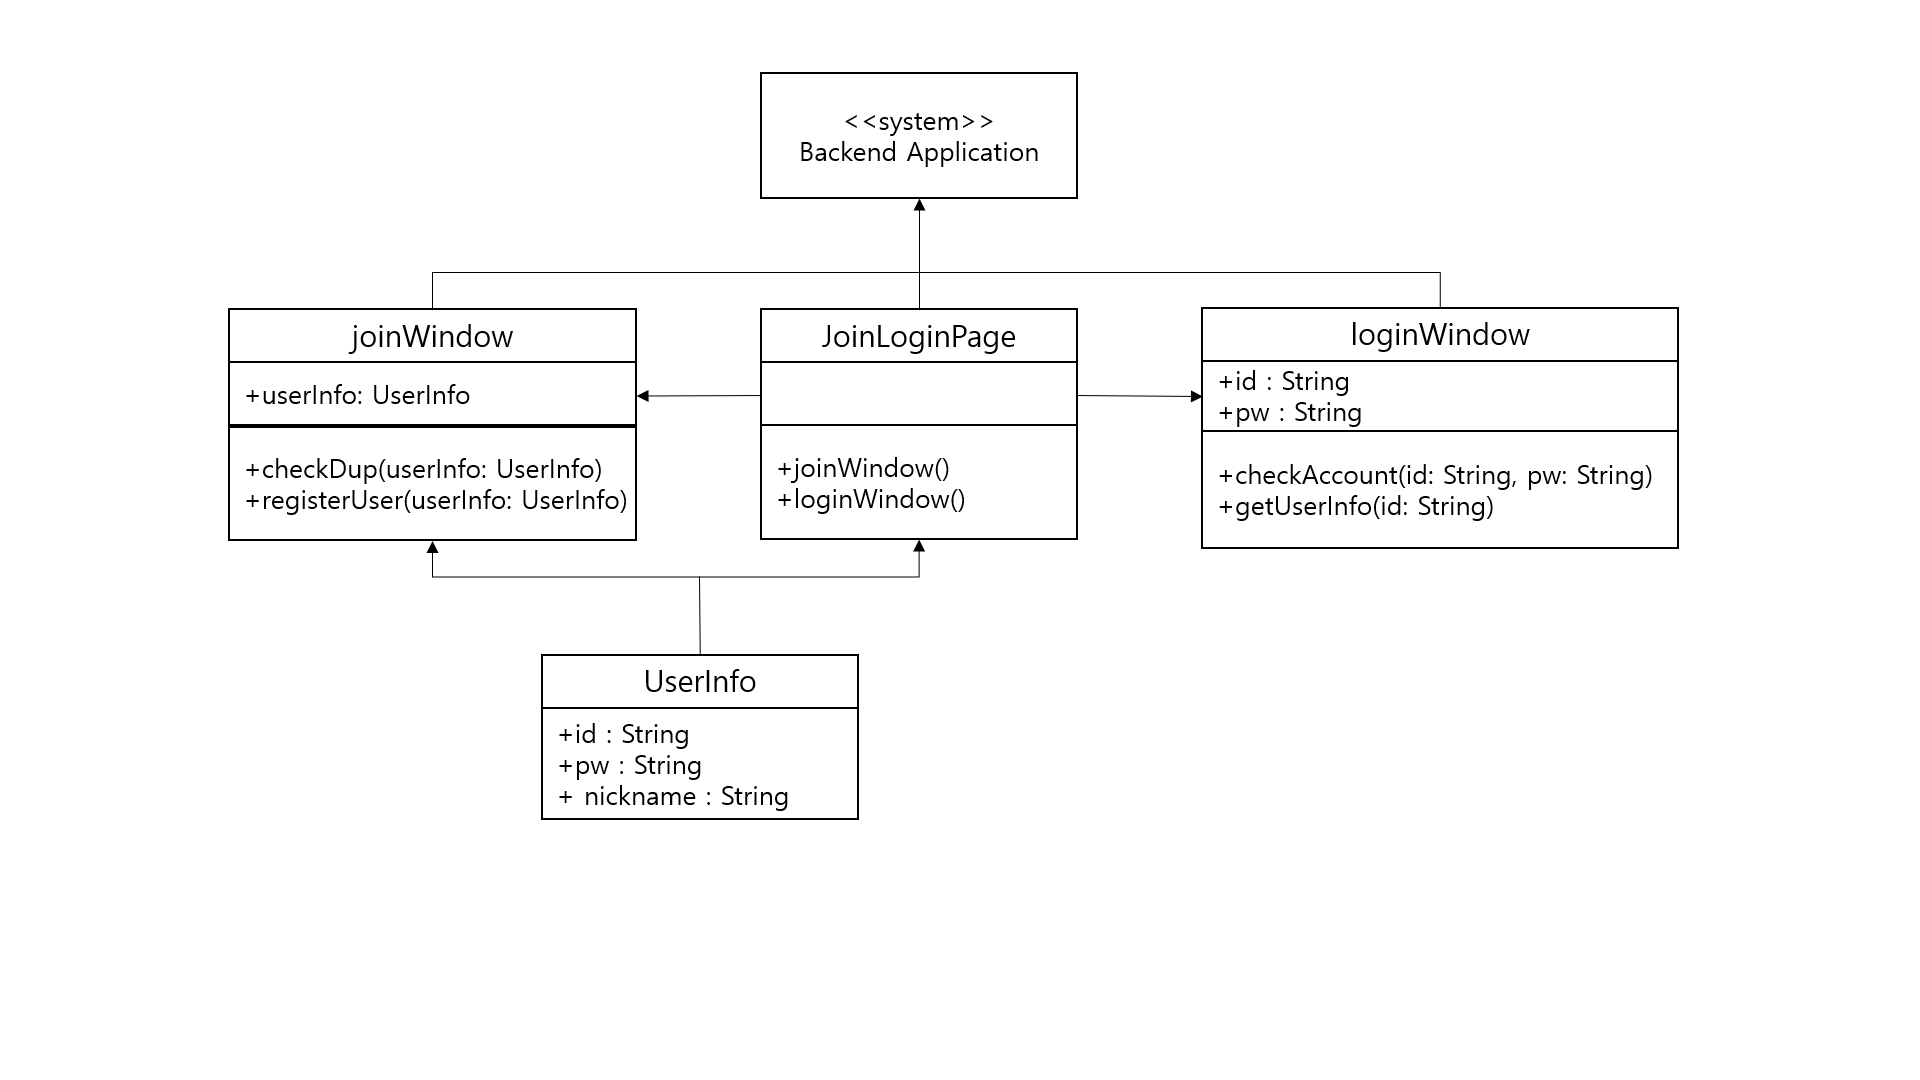 <<system>>
Backend Application
joinWindow
+userInfo: UserInfo
+checkDup(userInfo: UserInfo)
+registerUser(userInfo: UserInfo)
JoinLoginPage
+joinWindow()
+loginWindow()
loginWindow
+id : String
+pw : String
+checkAccount(id: String, pw: String)
+getUserInfo(id: String)
UserInfo
+id : String
+pw : String
+ nickname : String